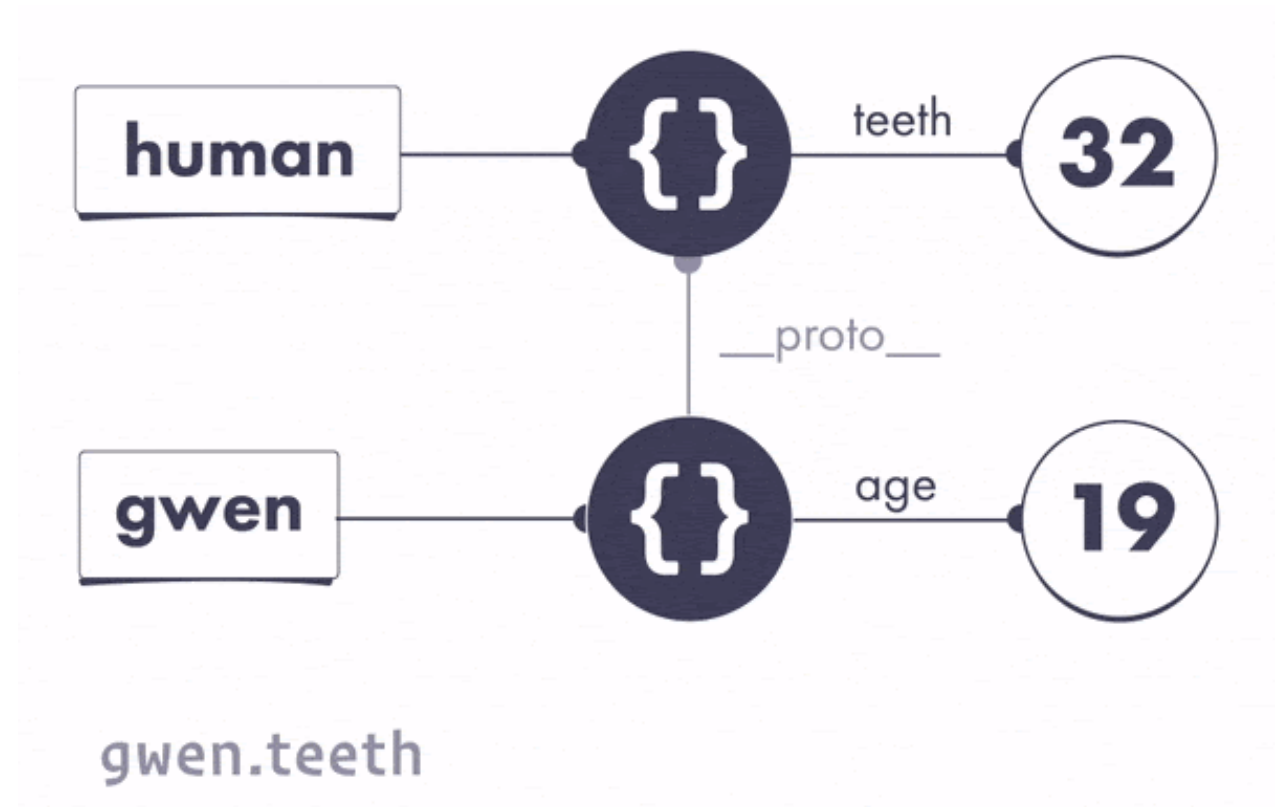 human
{}
teeth
32
__proto__
gwen
{}
age
19
gwen.teeth